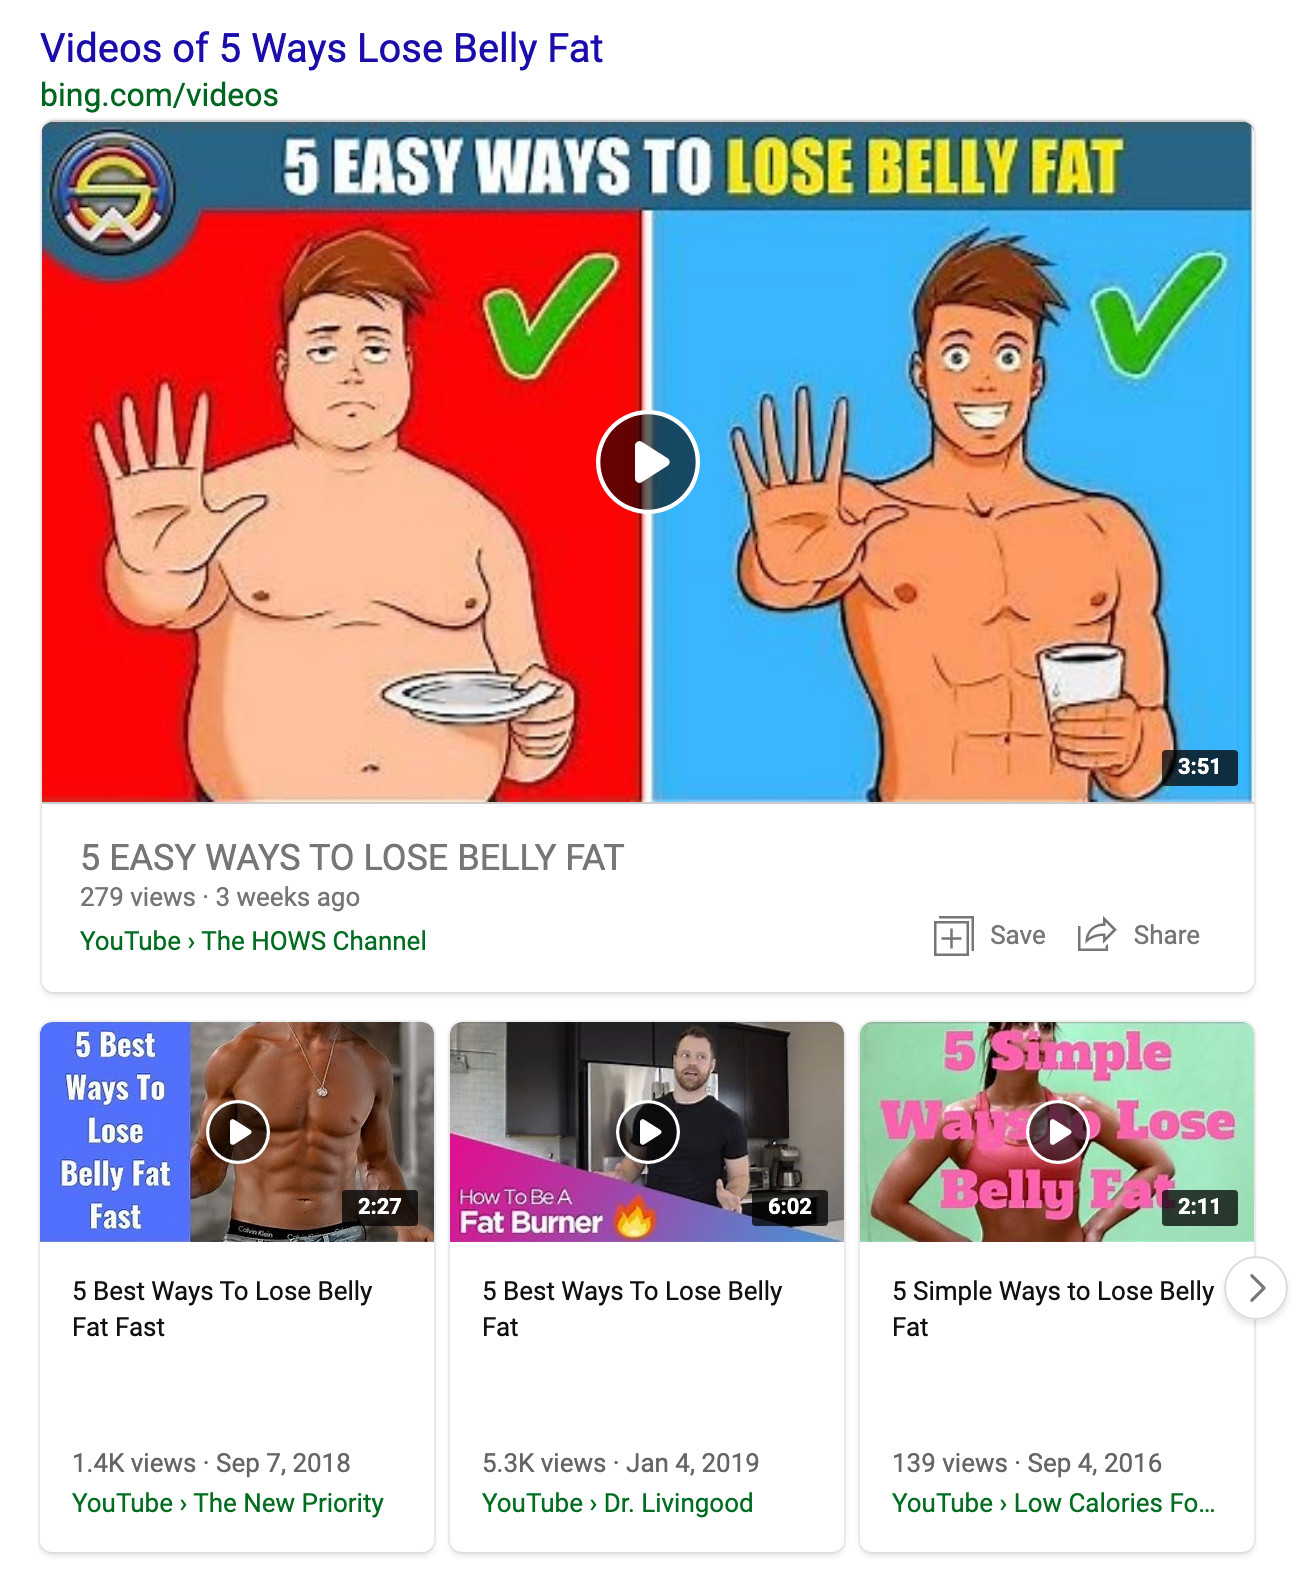 Videos of 5 Ways Lose Belly Fat
bing.com/videos
5 EASY WAYS TO LOSE BELLY FAT
3:51
5 EASY WAYS TO LOSE BELLY FAT
279 views · 3 weeks ago
YouTube › The HOWS Channel
Save
Share
5 Best
Ways To
Lose
Belly Fat
Fast
Calvin Klein
2:27
5 Best Ways To Lose Belly
Fat Fast
1.4K views · Sep 7, 2018
YouTube › The New Priority
How To Be A
Fat Burner
6:02
5 Best Ways To Lose Belly
Fat
5.3K views · Jan 4, 2019
YouTube › Dr. Livingood
5 Simple
Ways to Lose
Belly Fat
2:11
5 Simple Ways to Lose Belly
Fat
139 views · Sep 4, 2016
YouTube › Low Calories Fo...